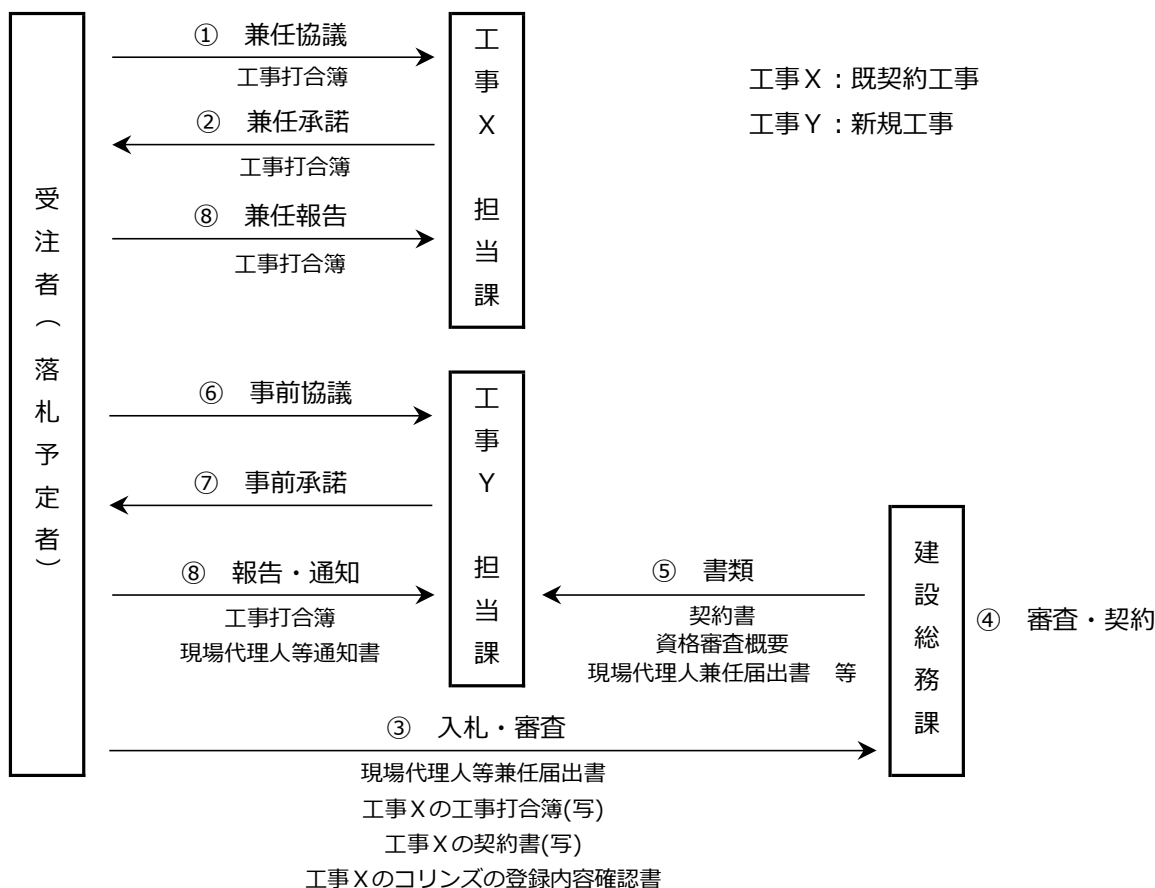 ① 兼任協議
工事打合簿
② 兼任承諾
工事打合簿
⑧ 兼任報告
工事打合簿
工事X担当課
工事X：既契約工事
工事Y：新規工事
受注者（落札予定者）
⑥ 事前協議
⑦ 事前承諾
⑧ 報告・通知
工事打合簿
現場代理人等通知書
工事Y担当課
⑤ 書類
契約書
資格審査概要
現場代理人兼任届出書　等
建設総務課
④ 審査・契約
③ 入札・審査
現場代理人等兼任届出書
工事Xの工事打合簿(写)
工事Xの契約書(写)
工事Xのコリンズの登録内容確認書